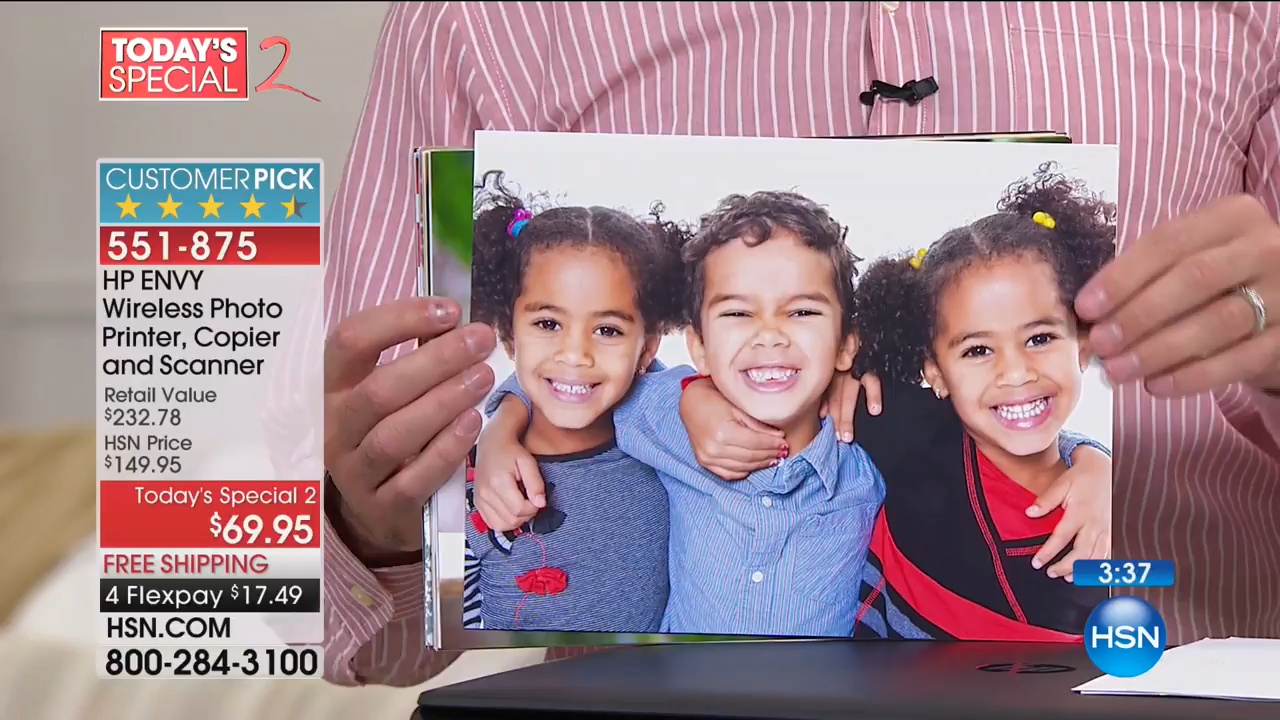 TODAY'S
SPECIAL 2
CUSTOMER PICK
551-875
HP ENVY
Wireless Photo
Printer, Copier
and Scanner
Retail Value
$232.78
HSN Price
$149.95
Today's Special 2
$69.95
FREE SHIPPING
4 Flexpay $17.49
HSN.COM
800-284-3100
3:37
HSN
hp